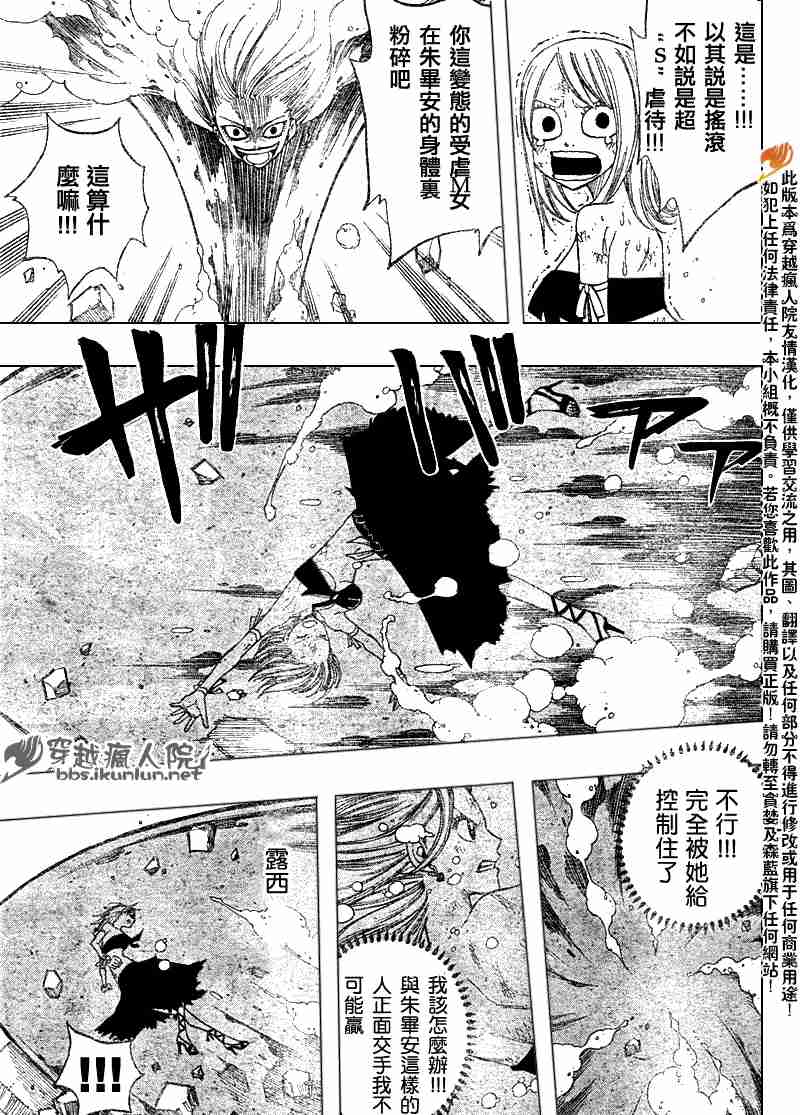 這是……!!!
以其說是搖滾
不如說是超
“S”虐待!!!
你這變態的受虐M女
在朱畢安的身體裏
粉碎吧
這算什
麼嘛!!!
ドドドドド
不行!!!
完全被她給
控制住了
我該怎麼辦!!!
與朱畢安這樣的
人正面交手我不
可能贏
露西
!!!
穿越瘋人院
bbs.ikunlun.net
此版本爲穿越瘋人院友情漢化，僅供學習交流之用，其圖、翻譯以及任何部分不得進行修改或用于任何商業用途！
如犯上任何法律責任，本小組概不負責。若您喜歡此作品，請購買正版！請勿轉至貪婪及森藍旗下任何網站！